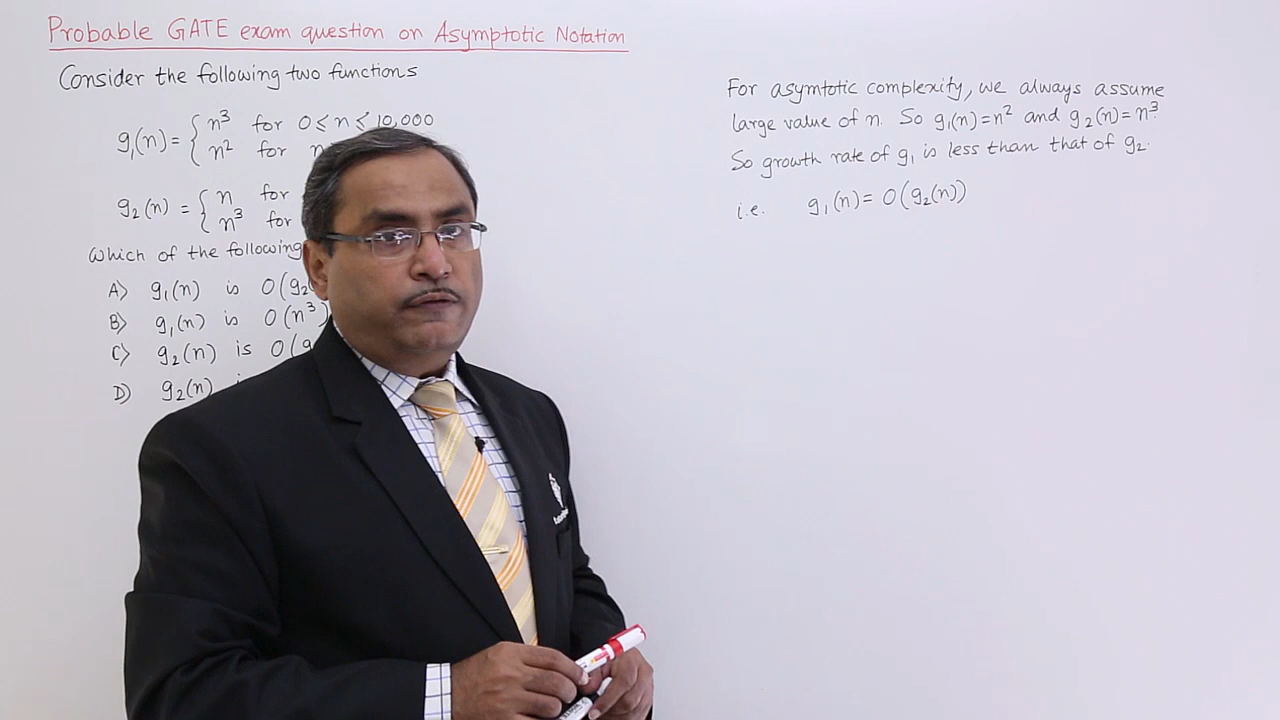 Probable GATE exam question on Asymptotic Notation
Consider the following two functions
g₁(n) = { n³ for 0 ≤ n ≤ 10,000
n² for
g₂(n) = { n for
n³ for
Which of the following
A) g₁(n) is O(g₂
B) g₁(n) is O(n³)
C) g₂(n) is O(g
D) g₂(n)
For asymtotic complexity, we always assume
large value of n. So g₁(n)=n² and g₂(n)=n³.
So growth rate of g₁ is less than that of g₂.
i.e. g₁(n) = O(g₂(n))